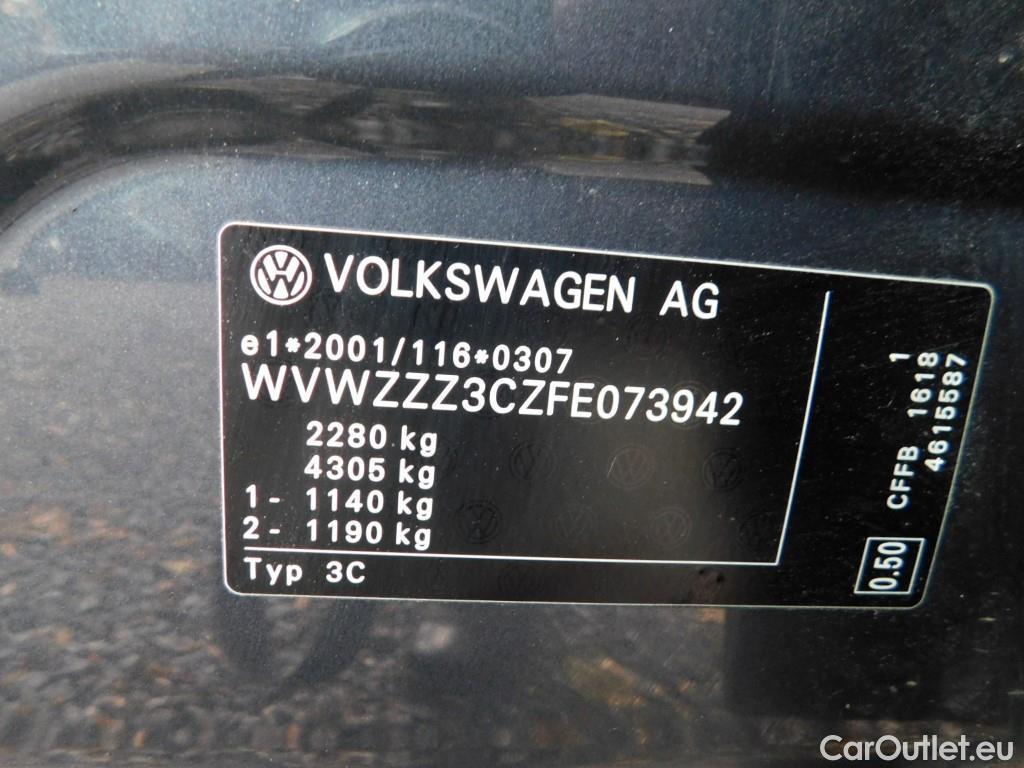 VOLKSWAGEN AG
e1*2001/116*0307
WVWZZZ3CZFE073942
2280 kg
4305 kg
1- 1140 kg
2- 1190 kg
Typ 3C
1
CFFB 1618
4615587
0.50
CarOutlet.eu